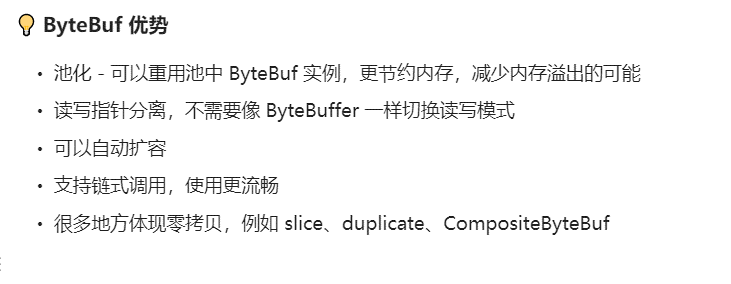 💡 ByteBuf 优势
• 池化 - 可以重用池中 ByteBuf 实例，更节约内存，减少内存溢出的可能
• 读写指针分离，不需要像 ByteBuffer 一样切换读写模式
• 可以自动扩容
• 支持链式调用，使用更流畅
• 很多地方体现零拷贝，例如 slice、duplicate、CompositeByteBuf